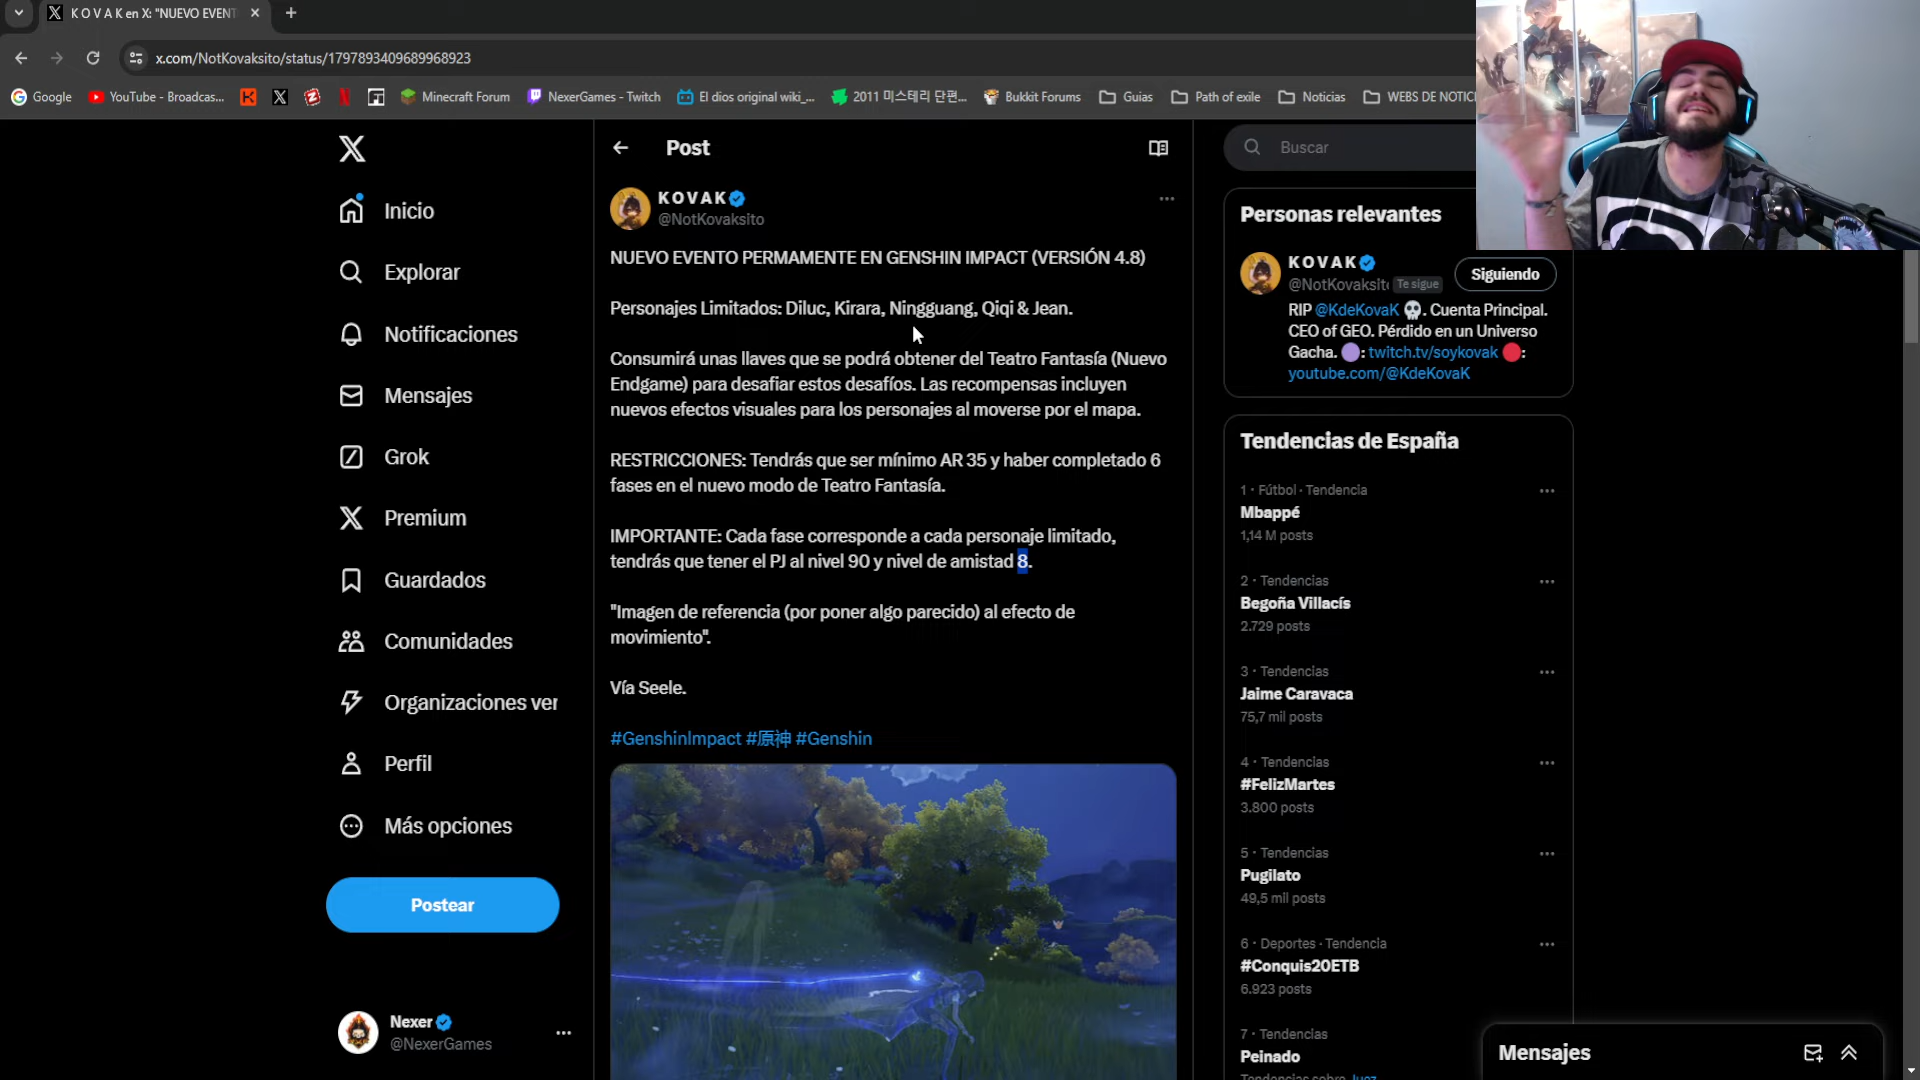 K O V A K en X: "NUEVO EVENT
x.com/NotKovaksito/status/1797893409689968923
Google
YouTube - Broadcas...
Minecraft Forum
NexerGames - Twitch
El dios original wiki_...
2011 미스테리 단편...
Bukkit Forums
Guias
Path of exile
Noticias
WEBS DE NOTIC
Inicio
Explorar
Notificaciones
Mensajes
Grok
Premium
Guardados
Comunidades
Organizaciones ver
Perfil
Más opciones
Postear
Nexer
@NexerGames
Post
K O V A K
@NotKovaksito
NUEVO EVENTO PERMAMENTE EN GENSHIN IMPACT (VERSIÓN 4.8)
Personajes Limitados: Diluc, Kirara, Ningguang, Qiqi & Jean.
Consumirá unas llaves que se podrá obtener del Teatro Fantasía (Nuevo
Endgame) para desafiar estos desafíos. Las recompensas incluyen
nuevos efectos visuales para los personajes al moverse por el mapa.
RESTRICCIONES: Tendrás que ser mínimo AR 35 y haber completado 6
fases en el nuevo modo de Teatro Fantasía.
IMPORTANTE: Cada fase corresponde a cada personaje limitado,
tendrás que tener el PJ al nivel 90 y nivel de amistad 8.
"Imagen de referencia (por poner algo parecido) al efecto de
movimiento".
Vía Seele.
#GenshinImpact #原神 #Genshin
Buscar
Personas relevantes
K O V A K
@NotKovaksit
Te sigue
Siguiendo
RIP @KdeKovaK 💀. Cuenta Principal.
CEO of GEO. Pérdido en un Universo
Gacha. 🟣: twitch.tv/soykovak 🔴:
youtube.com/@KdeKovaK
Tendencias de España
1 · Fútbol · Tendencia
Mbappé
1,14 M posts
2 · Tendencias
Begoña Villacís
2.729 posts
3 · Tendencias
Jaime Caravaca
75,7 mil posts
4 · Tendencias
#FelizMartes
3.800 posts
5 · Tendencias
Pugilato
49,5 mil posts
6 · Deportes · Tendencia
#Conquis20ETB
6.923 posts
7 · Tendencias
Peinado
Tendencias sobre Juez
Mensajes